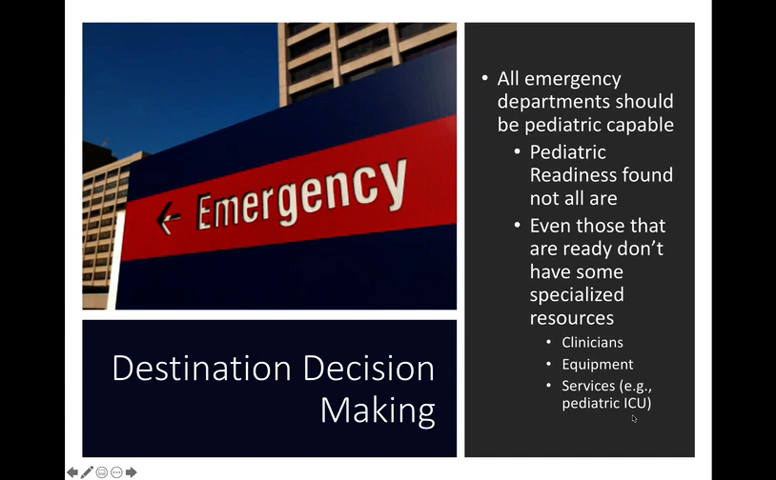 ← Emergency
Destination Decision
Making
• All emergency
departments should
be pediatric capable
• Pediatric
Readiness found
not all are
• Even those that
are ready don’t
have some
specialized
resources
• Clinicians
• Equipment
• Services (e.g.,
pediatric ICU)